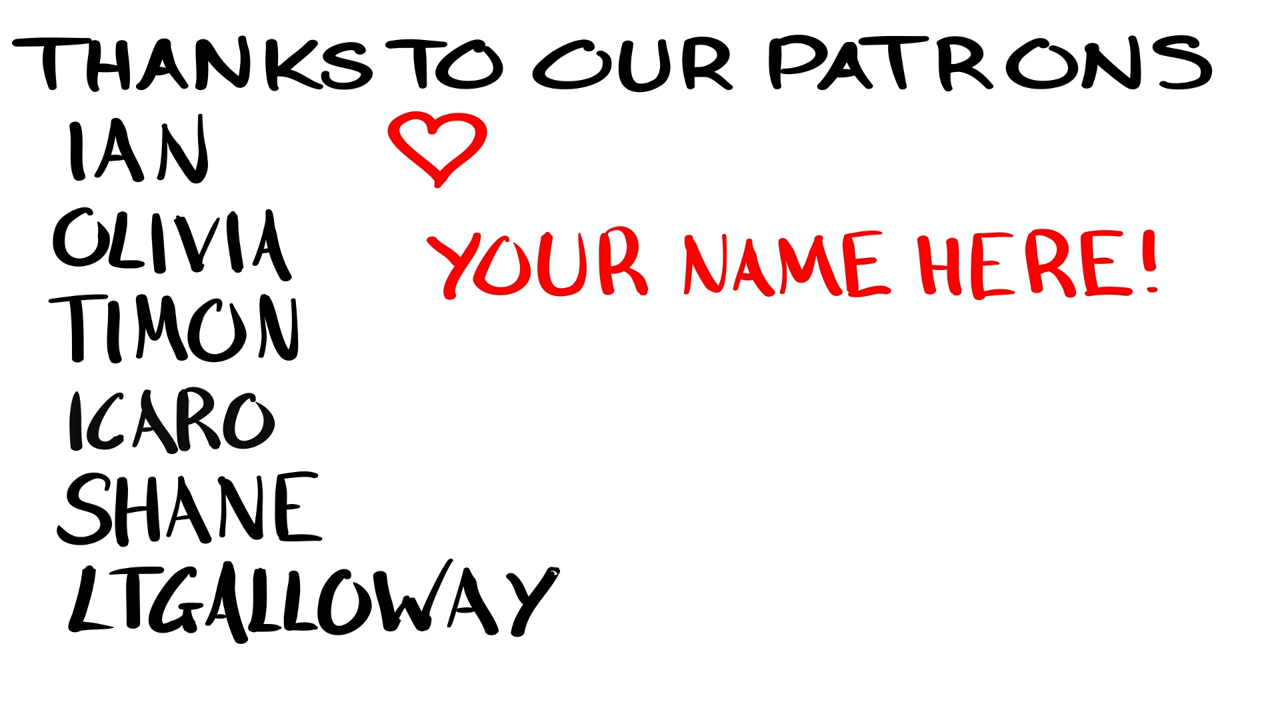 THANKS TO OUR PATRONS
IAN
OLIVIA
YOUR NAME HERE!
TIMON
ICARO
SHANE
LTGALLOWAY